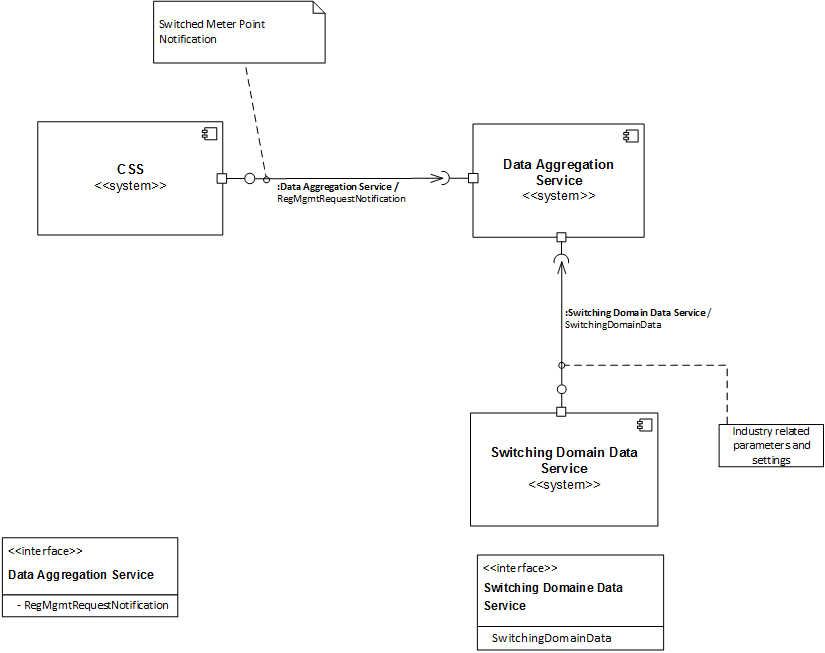 Switched Meter Point
Notification
CSS
<<system>>
Data Aggregation
Service
<<system>>
:Data Aggregation Service /
RegMgmtRequestNotification
:Switching Domain Data Service /
SwitchingDomainData
Industry related
parameters and
settings
Switching Domain Data
Service
<<system>>
<<interface>>
Data Aggregation Service
- RegMgmtRequestNotification
<<interface>>
Switching Domaine Data
Service
SwitchingDomainData